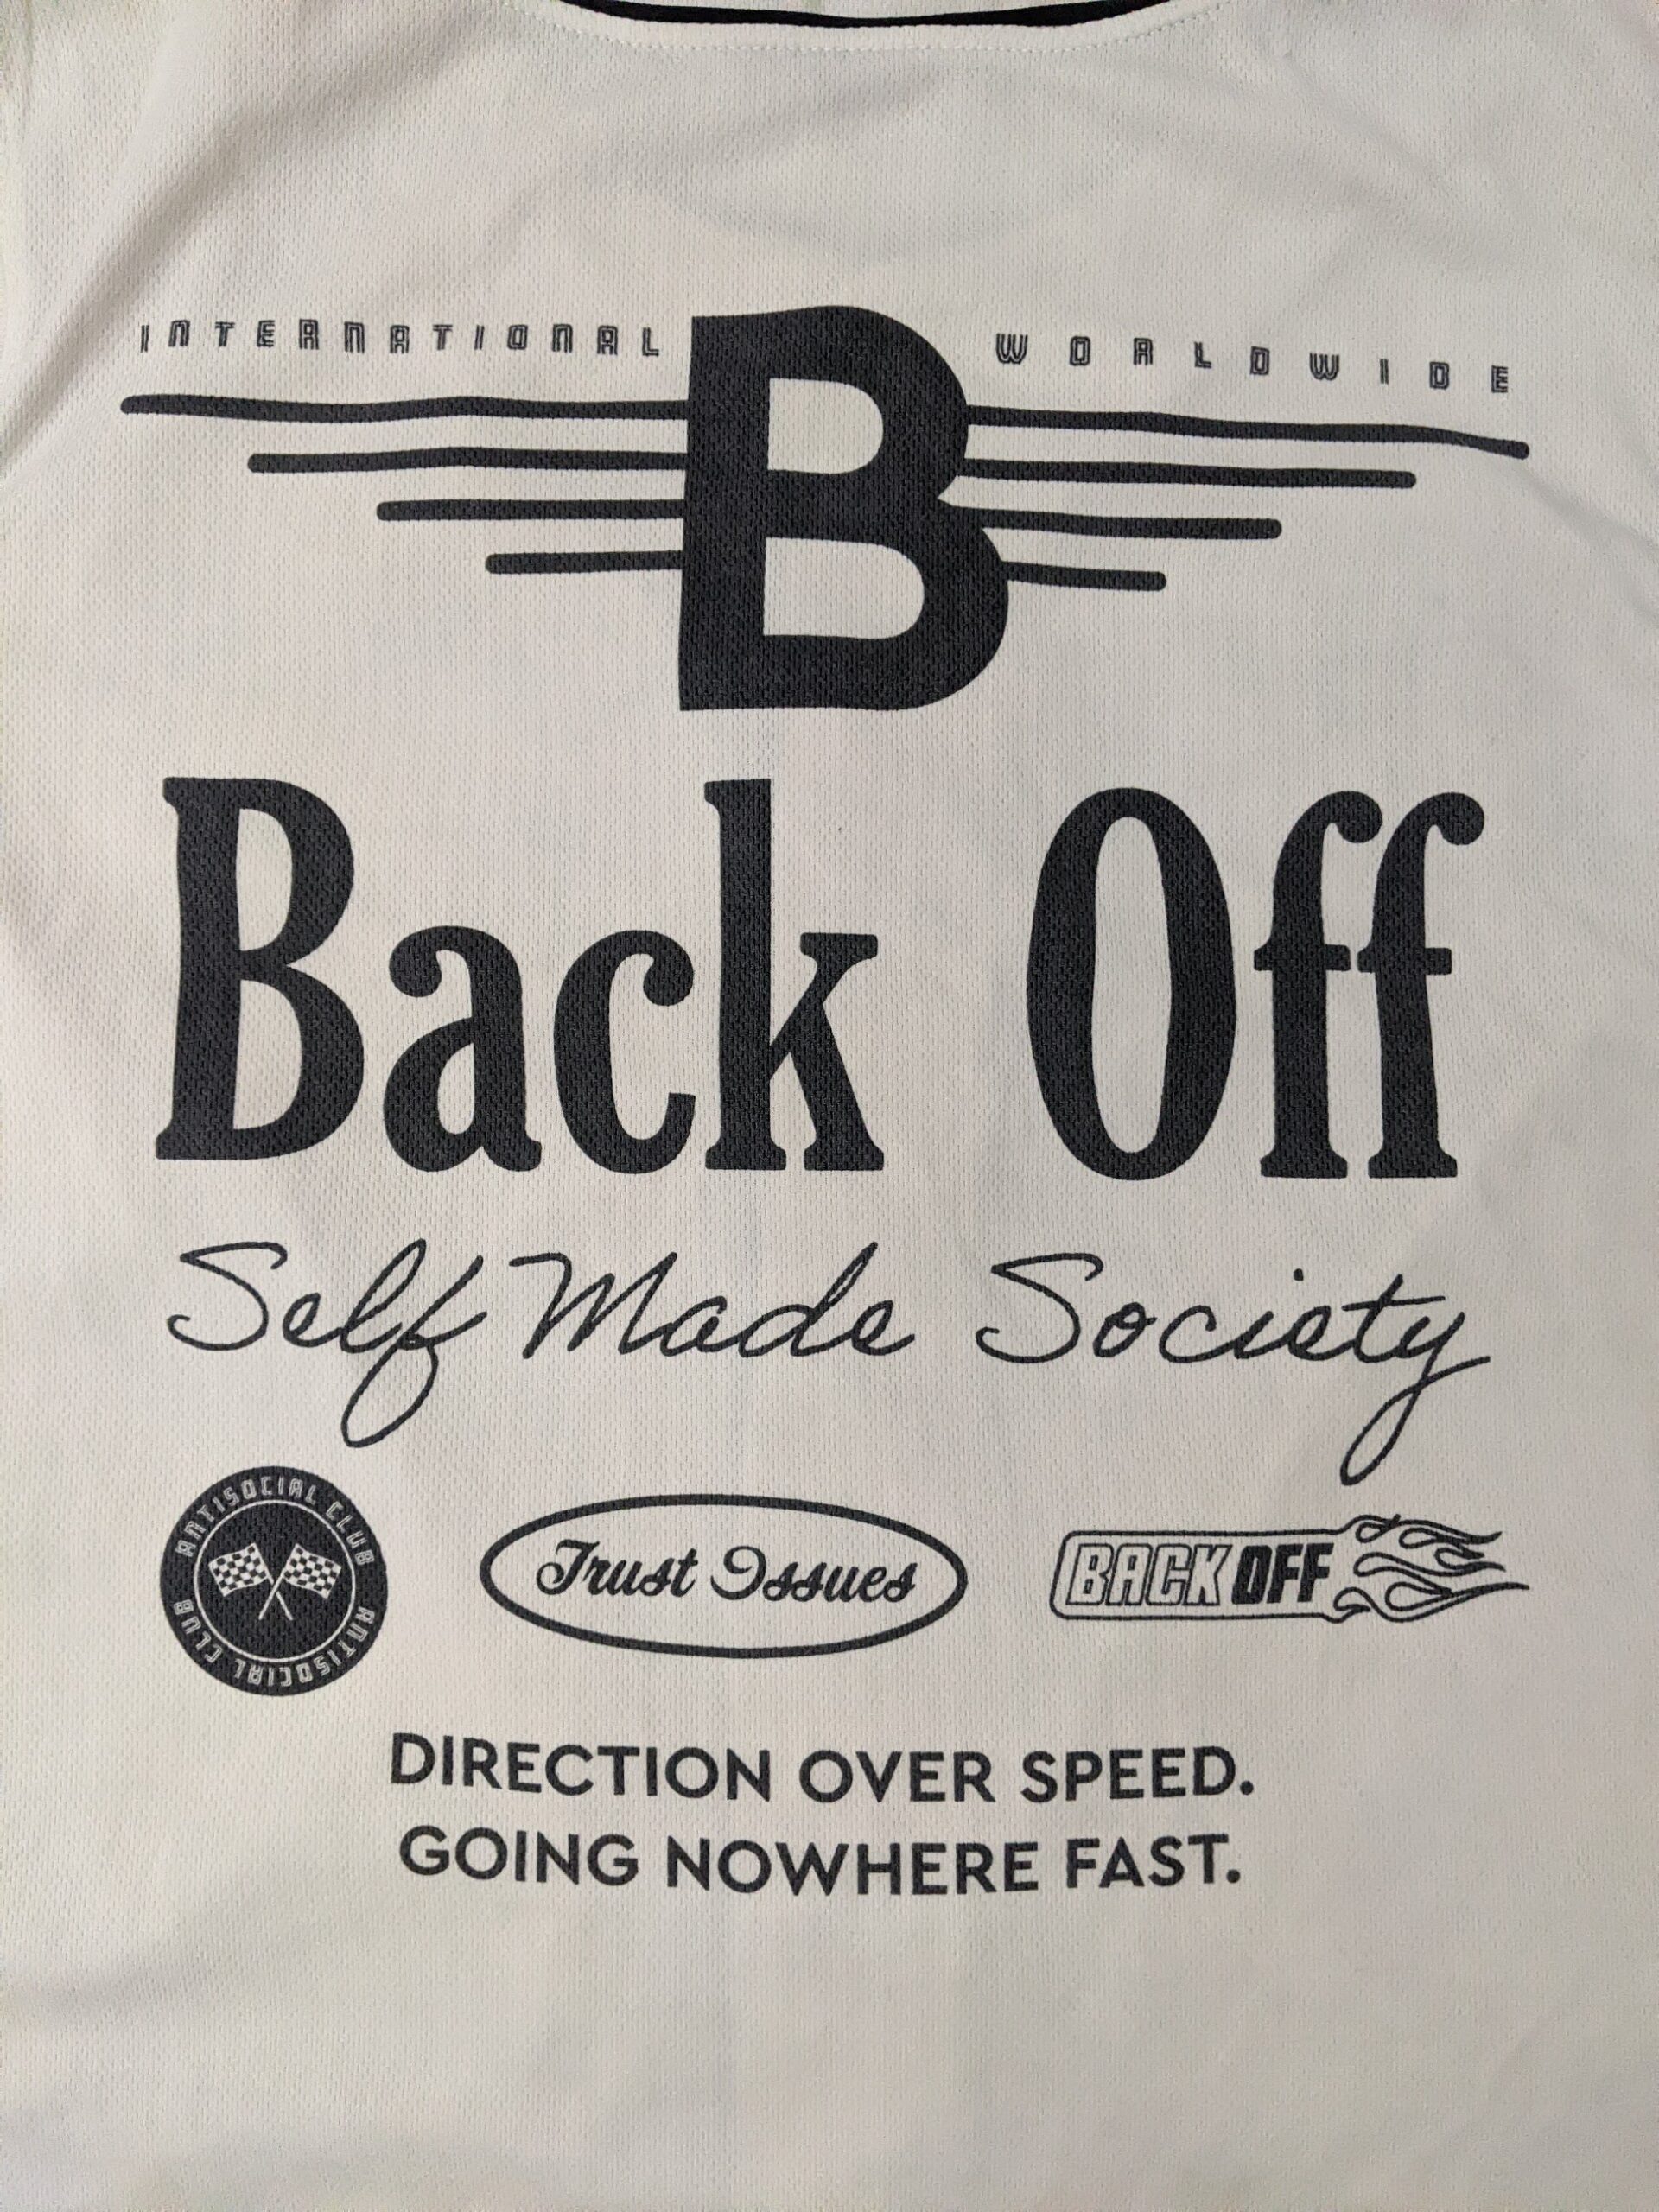 INTERNATIONAL B WORLDWIDE
Back Off
Self Made Society
ANTISOCIAL CLUB ANTISOCIAL CLUB
Trust Issues
BACK OFF
DIRECTION OVER SPEED.
GOING NOWHERE FAST.